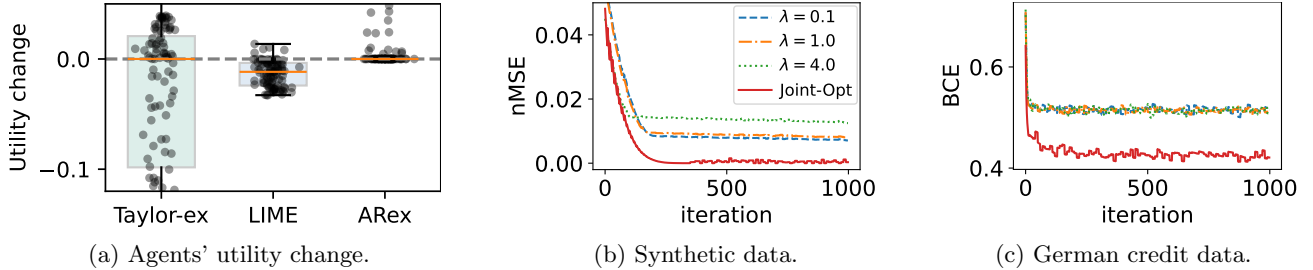 Utility change
0.0
−0.1
Taylor-ex LIME ARex
(a) Agents' utility change.
nMSE
0.04
0.02
0.00
λ = 0.1
λ = 1.0
λ = 4.0
Joint-Opt
0 500 1000
iteration
(b) Synthetic data.
BCE
0.6
0.4
0 500 1000
iteration
(c) German credit data.